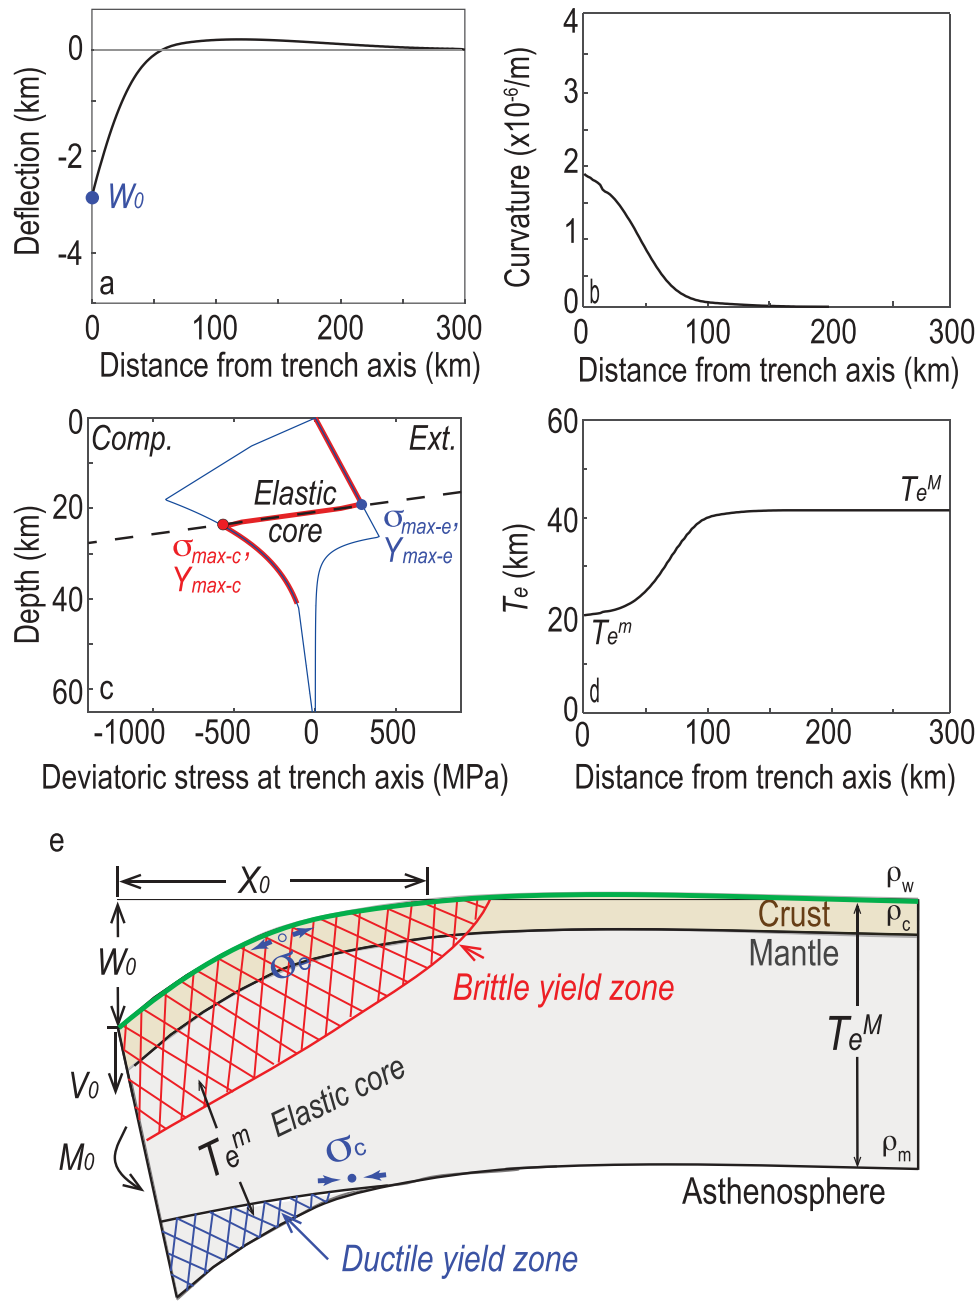 0
-2
-4
Deflection (km)
W0
a
0
100
200
300
Distance from trench axis (km)
4
3
2
1
0
Curvature (x10-6/m)
b
0
100
200
300
Distance from trench axis (km)
0
20
40
60
Depth (km)
Comp.
Ext.
Elastic
core
σmax-c,
Ymax-c
σmax-e,
Ymax-e
c
-1000
-500
0
500
Deviatoric stress at trench axis (MPa)
60
40
20
0
Te (km)
TeM
Tem
d
0
100
200
300
Distance from trench axis (km)
e
X0
W0
V0
M0
σe
Brittle yield zone
Crust
Mantle
ρw
ρc
ρm
TeM
Elastic core
Tem
σc
Asthenosphere
Ductile yield zone